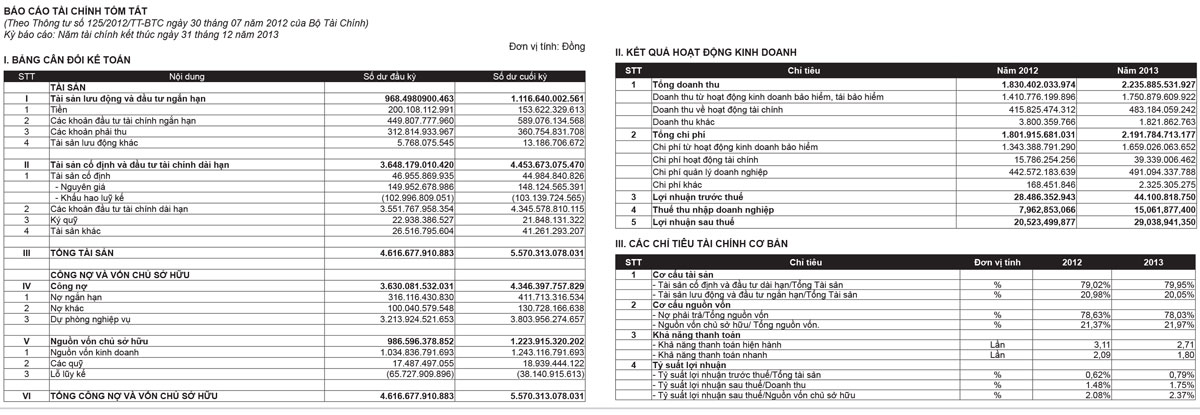 BÁO CÁO TÀI CHÍNH TÓM TẮT
(Theo Thông tư số 125/2012/TT-BTC ngày 30 tháng 07 năm 2012 của Bộ Tài Chính)
Kỳ báo cáo: Năm tài chính kết thúc ngày 31 tháng 12 năm 2013
Đơn vị tính: Đồng
I. BẢNG CÂN ĐỐI KẾ TOÁN
STT Nội dung Số dư đầu kỳ Số dư cuối kỳ
TÀI SẢN
I Tài sản lưu động và đầu tư ngắn hạn 968.4980900.463 1.116.640.002.561
1 Tiền 200.108.112.991 153.622.329.613
2 Các khoản đầu tư tài chính ngắn hạn 449.807.777.960 589.076.134.568
3 Các khoản phải thu 312.814.933.967 360.754.831.708
4 Tài sản lưu động khác 5.768.075.545 13.186.706.672
II Tài sản cố định và đầu tư tài chính dài hạn 3.648.179.010.420 4.453.673.075.470
1 Tài sản cố định 46.955.869.935 44.984.840.826
- Nguyên giá 149.952.678.986 148.124.565.391
- Khấu hao luỹ kế (102.996.809.051) (103.139.724.565)
2 Các khoản đầu tư tài chính dài hạn 3.551.767.958.354 4.345.578.810.115
3 Ký quỹ 22.938.386.527 21.848.131.322
4 Tài sản khác 26.516.795.604 41.261.293.207
III TỔNG TÀI SẢN 4.616.677.910.883 5.570.313.078.031
CÔNG NỢ VÀ VỐN CHỦ SỞ HỮU
IV Công nợ 3.630.081.532.031 4.346.397.757.829
1 Nợ ngắn hạn 316.116.430.830 411.713.316.534
2 Nợ khác 100.040.579.548 130.728.166.638
3 Dự phòng nghiệp vụ 3.213.924.521.653 3.803.956.274.657
V Nguồn vốn chủ sở hữu 986.596.378.852 1.223.915.320.202
1 Nguồn vốn kinh doanh 1.034.836.791.693 1.243.116.791.693
2 Các quỹ 17.487.497.055 18.939.444.122
3 Lỗ lũy kế (65.727.909.896) (38.140.915.613)
VI TỔNG CÔNG NỢ VÀ VỐN CHỦ SỞ HỮU 4.616.677.910.883 5.570.313.078.031
II. KẾT QUẢ HOẠT ĐỘNG KINH DOANH
STT Chỉ tiêu Năm 2012 Năm 2013
1 Tổng doanh thu 1.830.402.033.974 2.235.885.531.927
Doanh thu từ hoạt động kinh doanh bảo hiểm, tái bảo hiểm 1.410.776.199.896 1.750.879.609.922
Doanh thu về hoạt động tài chính 415.825.474.312 483.184.059.242
Doanh thu khác 3.800.359.766 1.821.862.763
2 Tổng chi phí 1.801.915.681.031 2.191.784.713.177
Chi phí từ hoạt động kinh doanh bảo hiểm 1.343.388.791.290 1.659.026.063.652
Chi phí hoạt động tài chính 15.786.254.256 39.339.006.462
Chi phí quản lý doanh nghiệp 442.572.183.639 491.094.337.788
Chi phí khác 168.451.846 2.325.305.275
3 Lợi nhuận trước thuế 28.486.352.943 44.100.818.750
4 Thuế thu nhập doanh nghiệp 7,962,853,066 15.061.877,400
5 Lợi nhuận sau thuế 20,523,499,877 29,038,941,350
III. CÁC CHỈ TIÊU TÀI CHÍNH CƠ BẢN
STT Chỉ tiêu Đơn vị tính 2012 2013
1 Cơ cấu tài sản
- Tài sản cố định và đầu tư dài hạn/Tổng Tài sản % 79,02% 79,95%
- Tài sản lưu động và đầu tư ngắn hạn/Tổng Tài sản % 20,98% 20,05%
2 Cơ cấu nguồn vốn
- Nợ phải trả/Tổng nguồn vốn % 78,63% 78,03%
- Nguồn vốn chủ sở hữu/ Tổng nguồn vốn. % 21,37% 21,97%
3 Khả năng thanh toán
- Khả năng thanh toán hiện hành Lần 3,11 2,71
- Khả năng thanh toán nhanh Lần 2,09 1,80
4 Tỷ suất lợi nhuận
- Tỷ suất lợi nhuận trước thuế/Tổng tài sản % 0,62% 0,79%
- Tỷ suất lợi nhuận sau thuế/Doanh thu % 1.48% 1.75%
- Tỷ suất lợi nhuận sau thuế/Nguồn vốn chủ sở hữu % 2.08% 2.37%